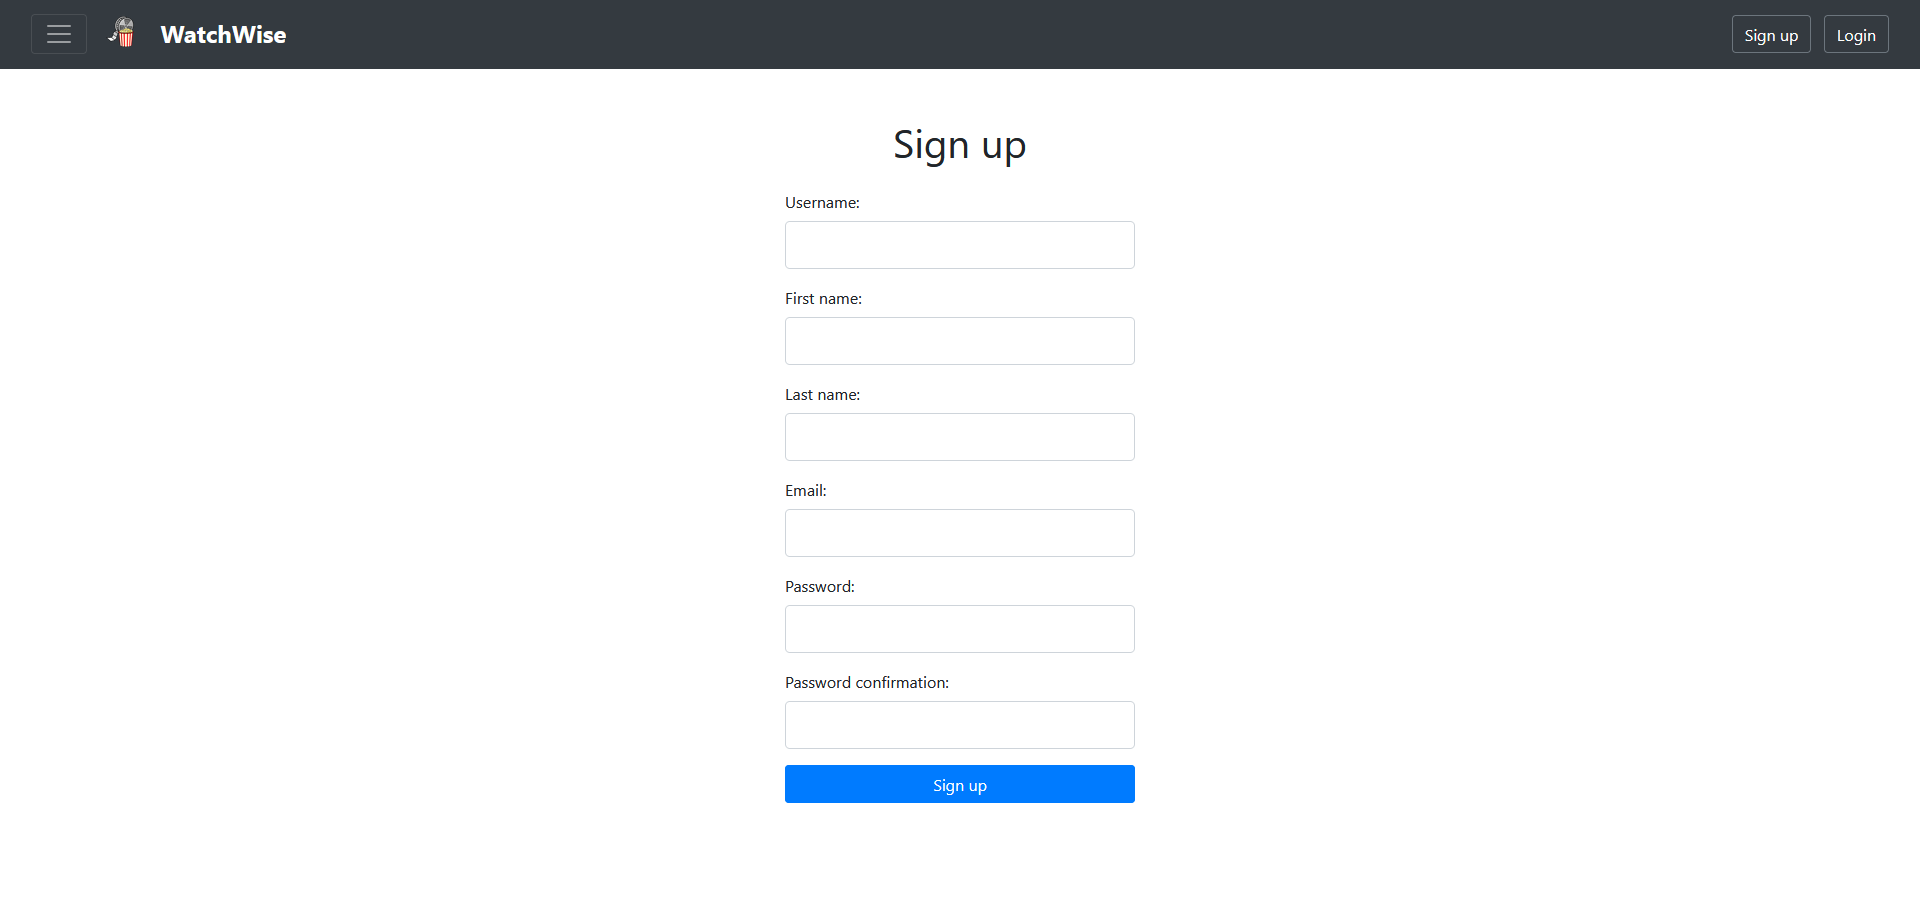 WatchWise
Sign up
Login
Sign up
Username:
First name:
Last name:
Email:
Password:
Password confirmation:
Sign up